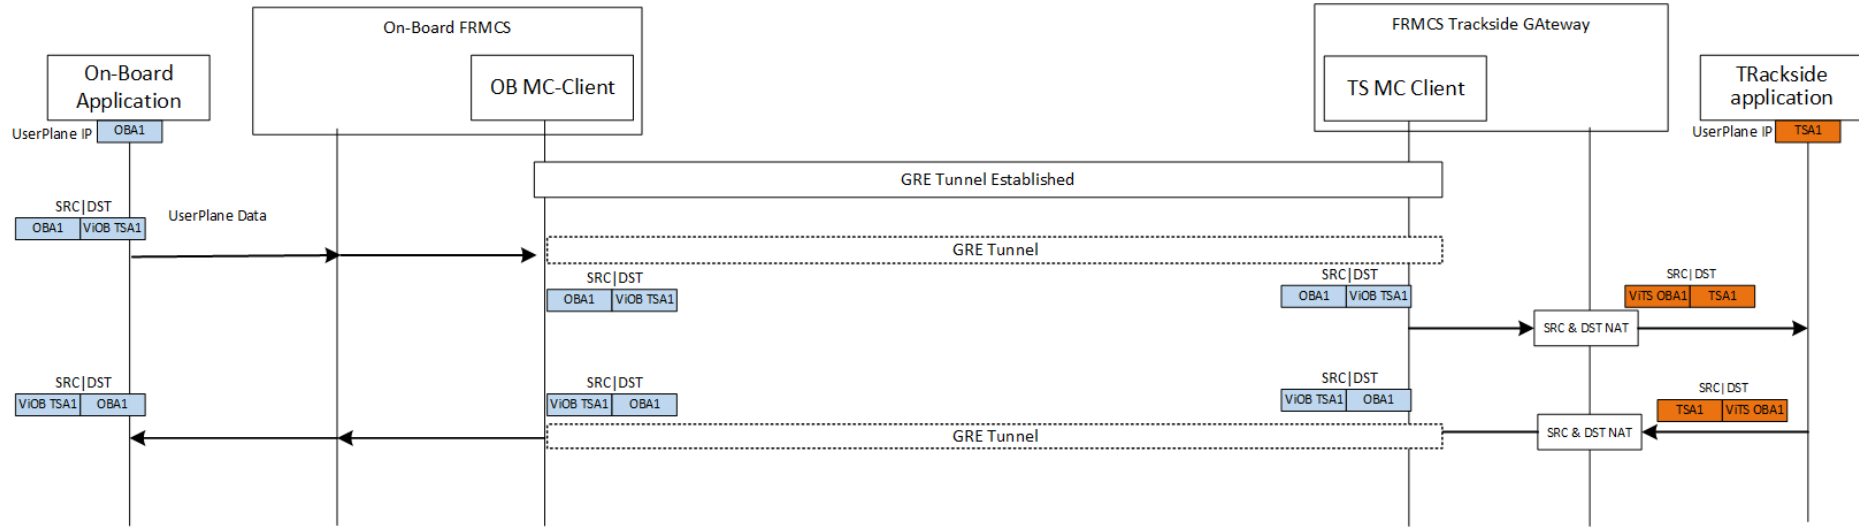 On-Board FRMCS
FRMCS Trackside GAteway
On-Board
Application
OB MC-Client
TS MC Client
TRackside
application
UserPlane IP
OBA1
UserPlane IP
TSA1
GRE Tunnel Established
SRC|DST
UserPlane Data
OBA1
ViOB TSA1
GRE Tunnel
SRC|DST
OBA1
ViOB TSA1
SRC|DST
OBA1
ViOB TSA1
SRC|DST
ViTS OBA1
TSA1
SRC & DST NAT
SRC|DST
ViOB TSA1
OBA1
SRC|DST
ViOB TSA1
OBA1
SRC|DST
ViOB TSA1
OBA1
SRC|DST
TSA1
ViTS OBA1
GRE Tunnel
SRC & DST NAT